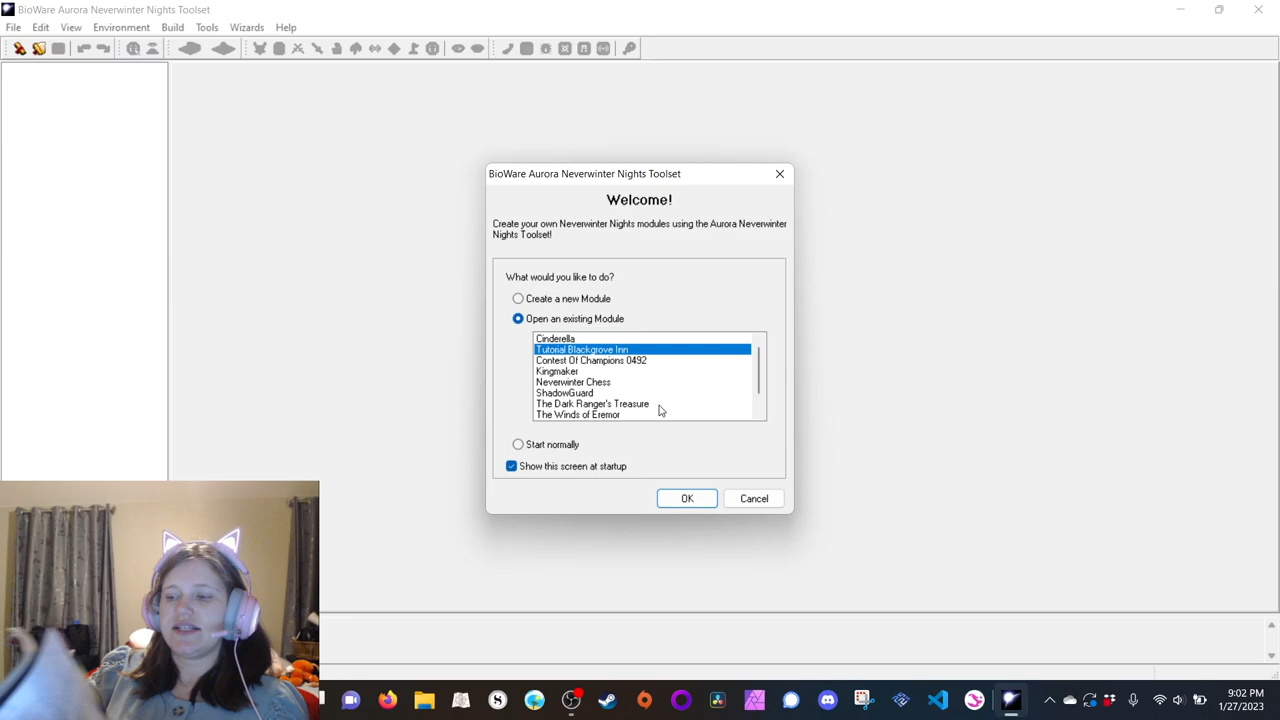 BioWare Aurora Neverwinter Nights Toolset
File Edit View Environment Build Tools Wizards Help
BioWare Aurora Neverwinter Nights Toolset
Welcome!
Create your own Neverwinter Nights modules using the Aurora Neverwinter
Nights Toolset!
What would you like to do?
Create a new Module
Open an existing Module
Cinderella
Tutorial Blackgrove Inn
Contest Of Champions 0492
Kingmaker
Neverwinter Chess
ShadowGuard
The Dark Ranger's Treasure
The Winds of Eremor
Start normally
Show this screen at startup
OK Cancel
9:02 PM
1/27/2023